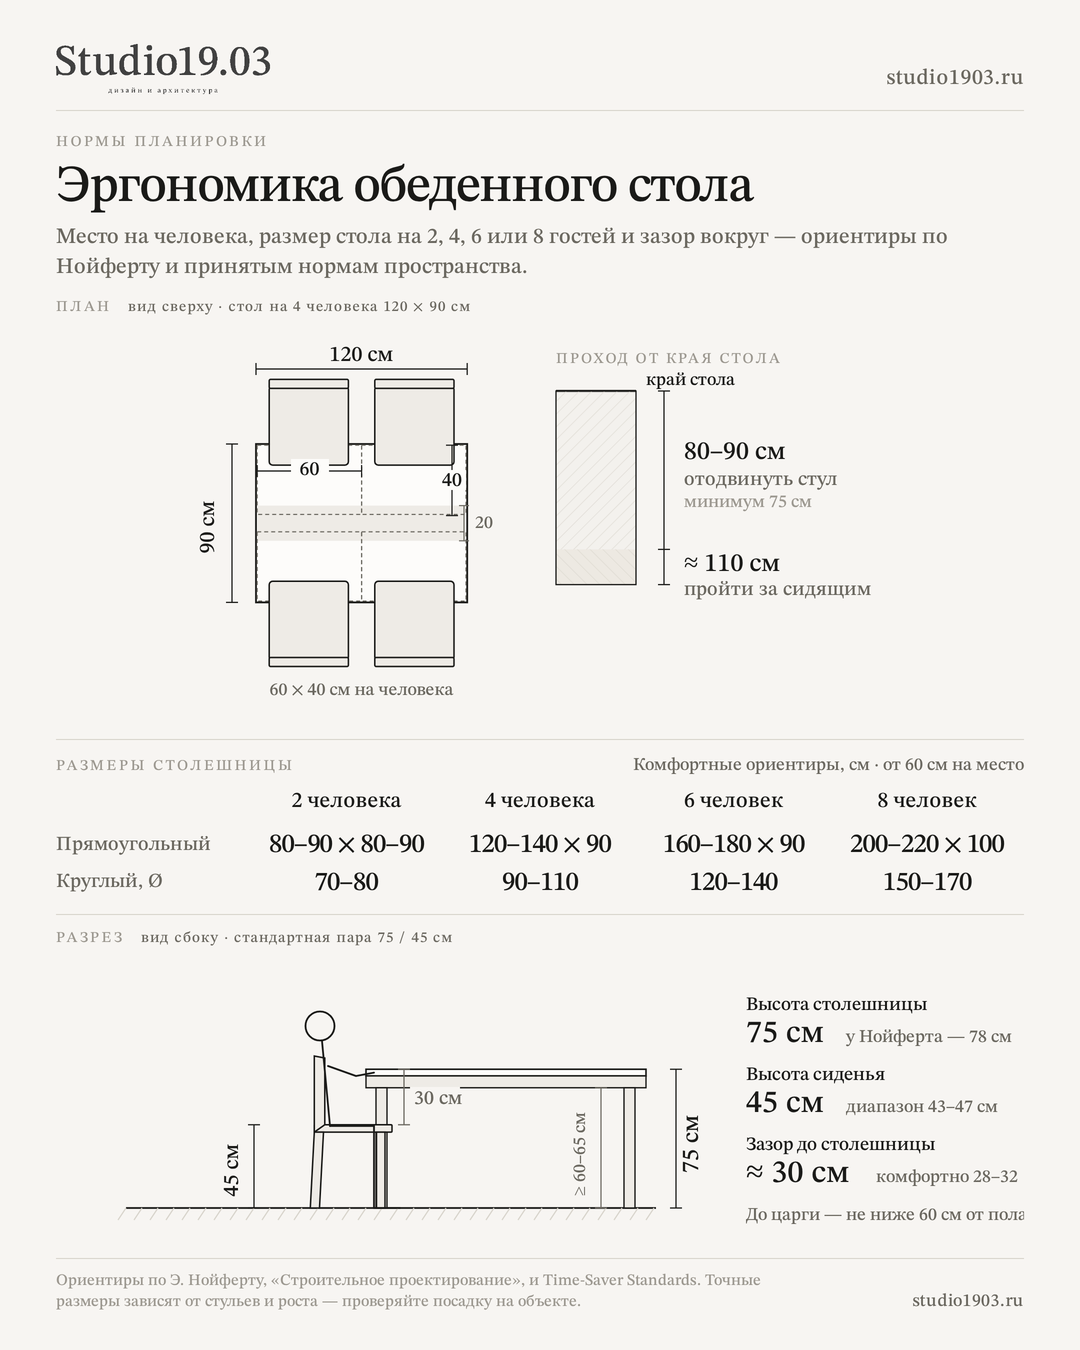 Studio19.03
дизайн и архитектура
studio1903.ru
НОРМЫ ПЛАНИРОВКИ
Эргономика обеденного стола
Место на человека, размер стола на 2, 4, 6 или 8 гостей и зазор вокруг — ориентиры по
Нойферту и принятым нормам пространства.
ПЛАН вид сверху · стол на 4 человека 120 × 90 см
120 см
60
40
20
90 см
60 × 40 см на человека
ПРОХОД ОТ КРАЯ СТОЛА
край стола
80–90 см
отодвинуть стул
минимум 75 см
≈ 110 см
пройти за сидящим
РАЗМЕРЫ СТОЛЕШНИЦЫ Комфортные ориентиры, см · от 60 см на место
2 человека 4 человека 6 человек 8 человек
Прямоугольный 80–90 × 80–90 120–140 × 90 160–180 × 90 200–220 × 100
Круглый, Ø 70–80 90–110 120–140 150–170
РАЗРЕЗ вид сбоку · стандартная пара 75 / 45 см
45 см
30 см
≥ 60–65 см
75 см
Высота столешницы
75 см у Нойферта — 78 см
Высота сиденья
45 см диапазон 43–47 см
Зазор до столешницы
≈ 30 см комфортно 28–32
До царги — не ниже 60 см от пола
Ориентиры по Э. Нойферту, «Строительное проектирование», и Time-Saver Standards. Точные
размеры зависят от стульев и роста — проверяйте посадку на объекте.
studio1903.ru